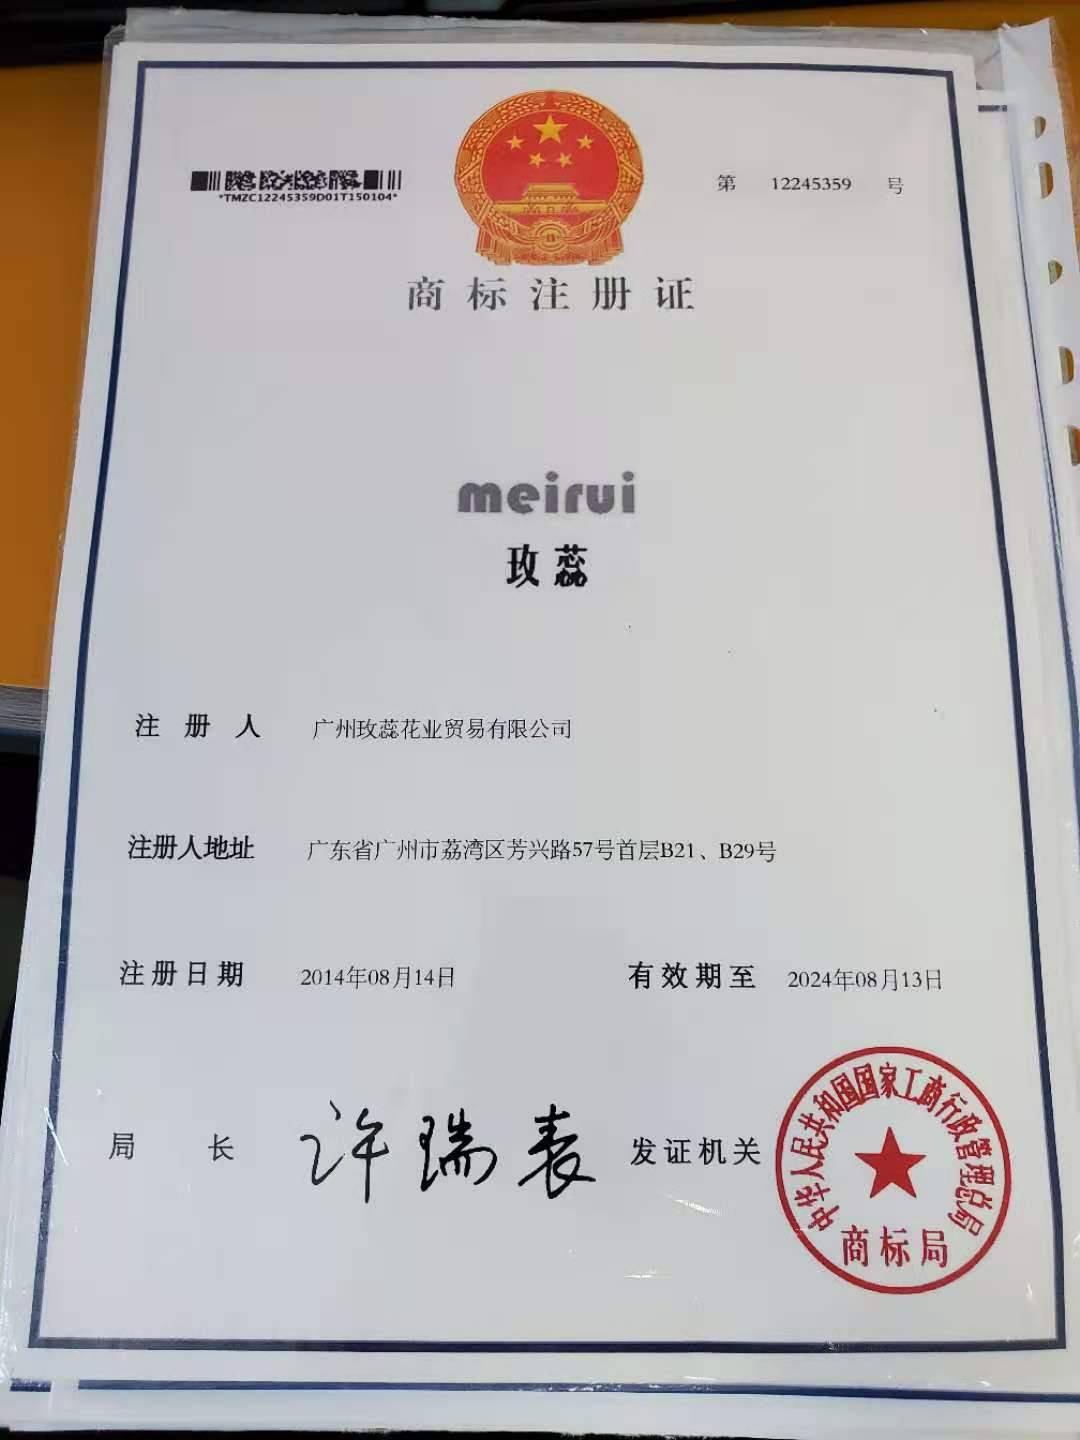 *TMZC12245359D01T150104*
第 12245359 号
商标注册证
meirui
玫蕊
注册人 广州玫蕊花业贸易有限公司
注册人地址 广东省广州市荔湾区芳兴路57号首层B21、B29号
注册日期 2014年08月14日 有效期至 2024年08月13日
局长 许瑞表 发证机关
中华人民共和国国家工商行政管理总局
商标局